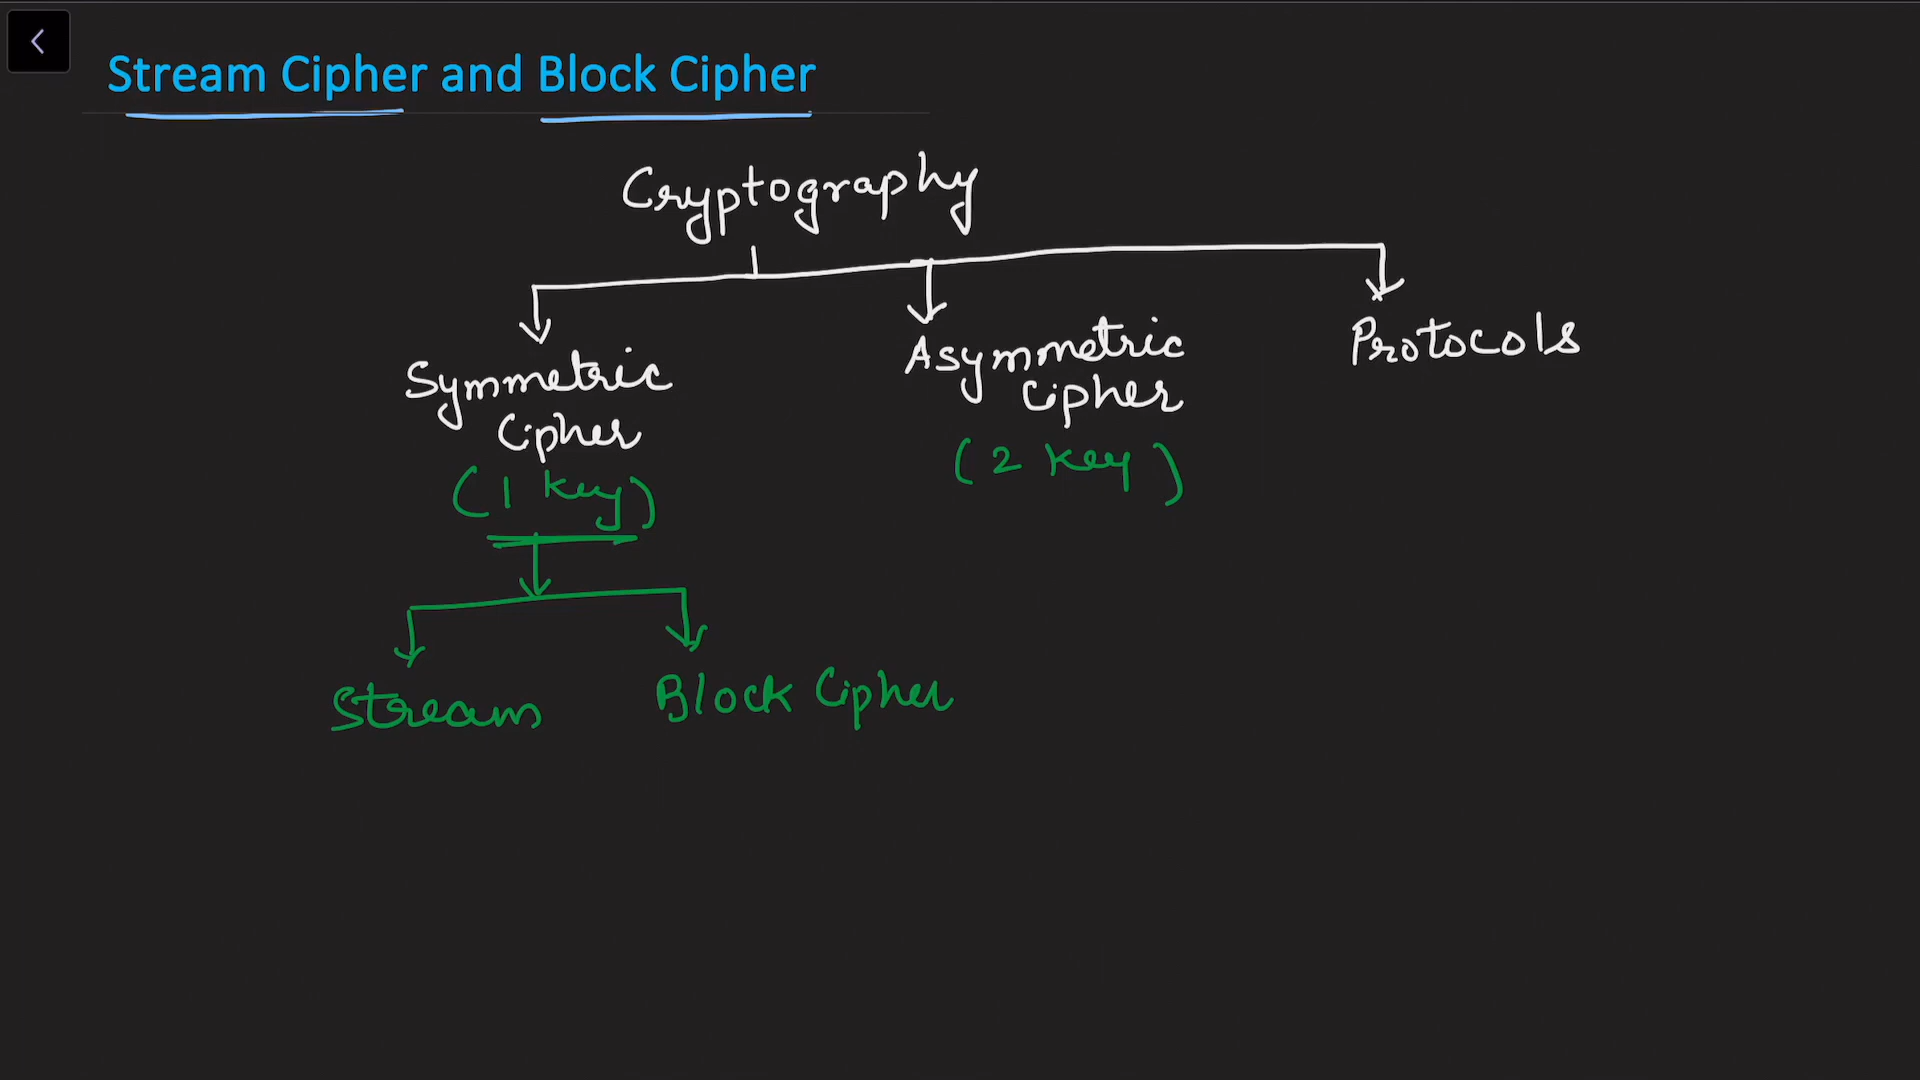 Stream Cipher and Block Cipher
Cryptography
Symmetric
Cipher
(1 key)
Asymmetric
Cipher
(2 key)
Protocols
Stream
Block Cipher